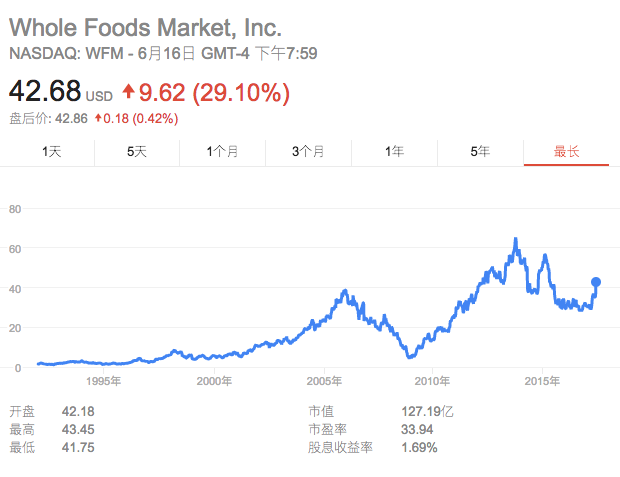 Whole Foods Market, Inc.
NASDAQ: WFM - 6月16日 GMT-4 下午7:59
42.68 USD ↑9.62 (29.10%)
盘后价: 42.86 ↑0.18 (0.42%)
1天 5天 1个月 3个月 1年 5年 最长
80
60
40
20
0
1995年 2000年 2005年 2010年 2015年
开盘 42.18 市值 127.19亿
最高 43.45 市盈率 33.94
最低 41.75 股息收益率 1.69%